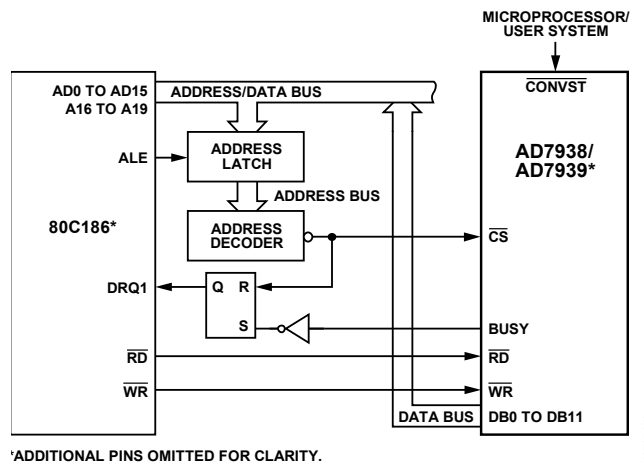 MICROPROCESSOR/
USER SYSTEM
AD0 TO AD15
A16 TO A19
ADDRESS/DATA BUS
CONVST
ALE
ADDRESS
LATCH
AD7938/
AD7939*
ADDRESS BUS
80C186*
ADDRESS
DECODER
CS
DRQ1
Q R
S
BUSY
RD
RD
WR
WR
DATA BUS
DB0 TO DB11
*ADDITIONAL PINS OMITTED FOR CLARITY.